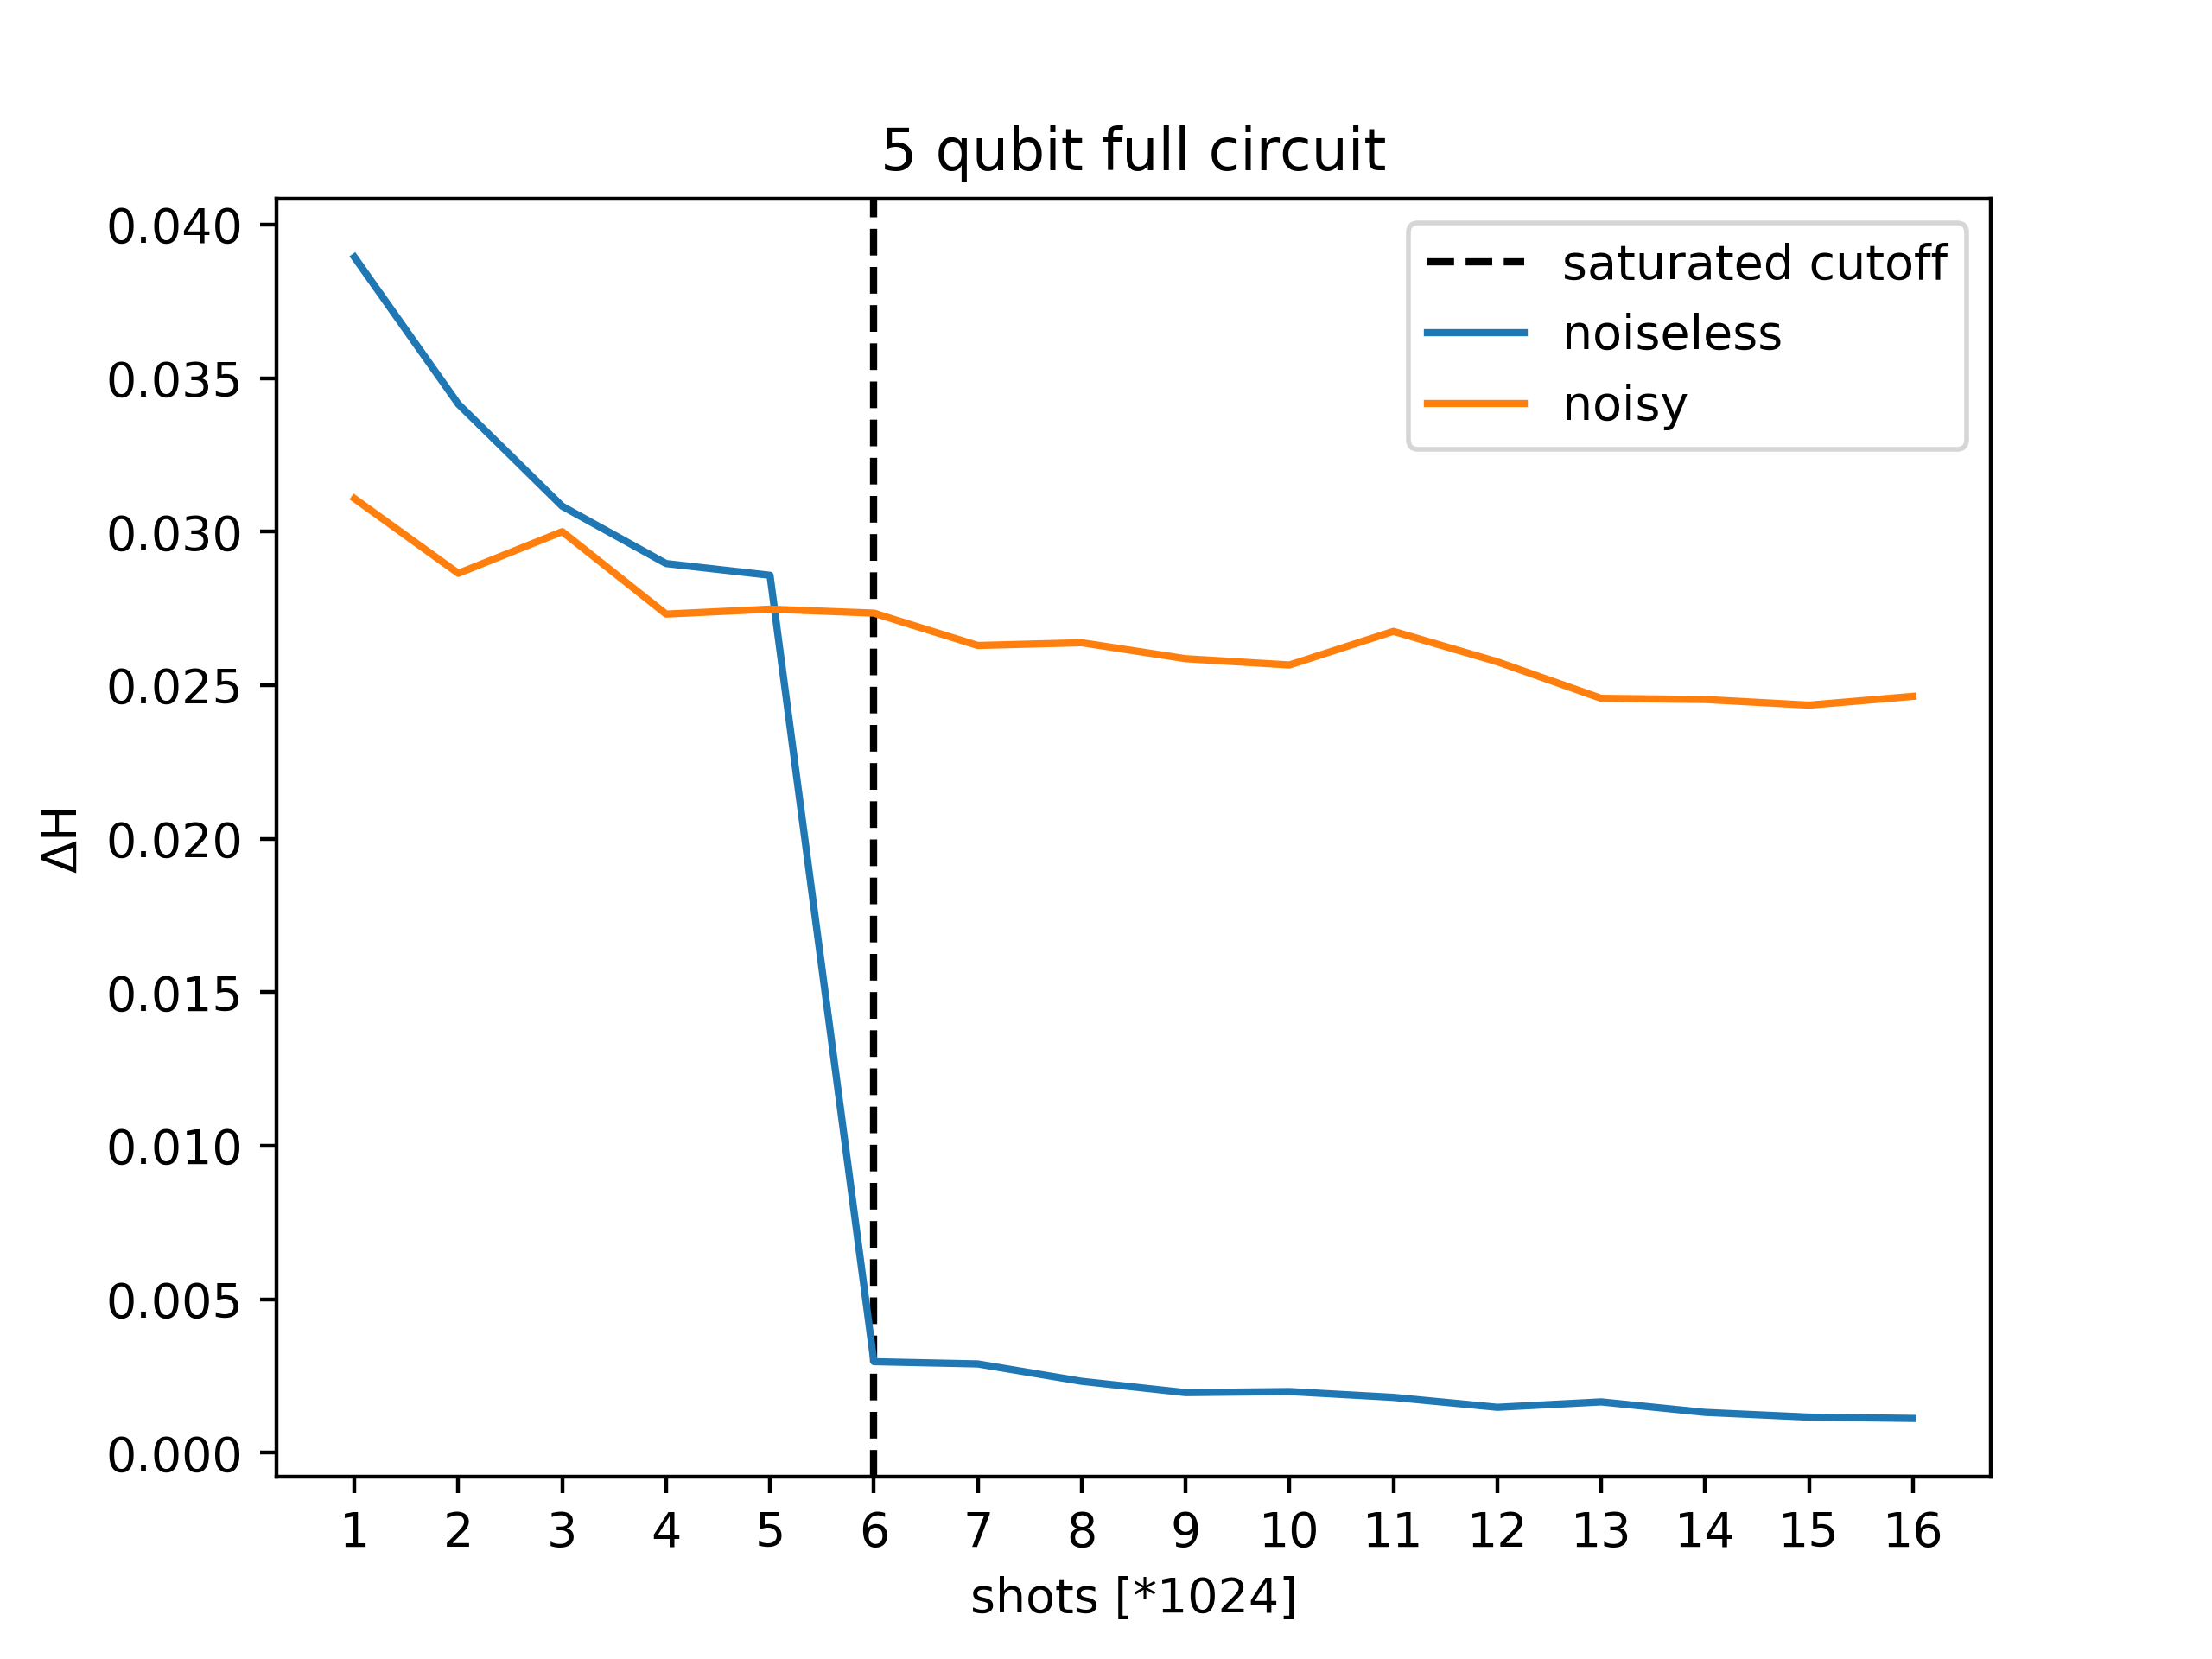 5 qubit full circuit
saturated cutoff
noiseless
noisy
0.040
0.035
0.030
0.025
0.020
0.015
0.010
0.005
0.000
ΔH
1 2 3 4 5 6 7 8 9 10 11 12 13 14 15 16
shots [*1024]